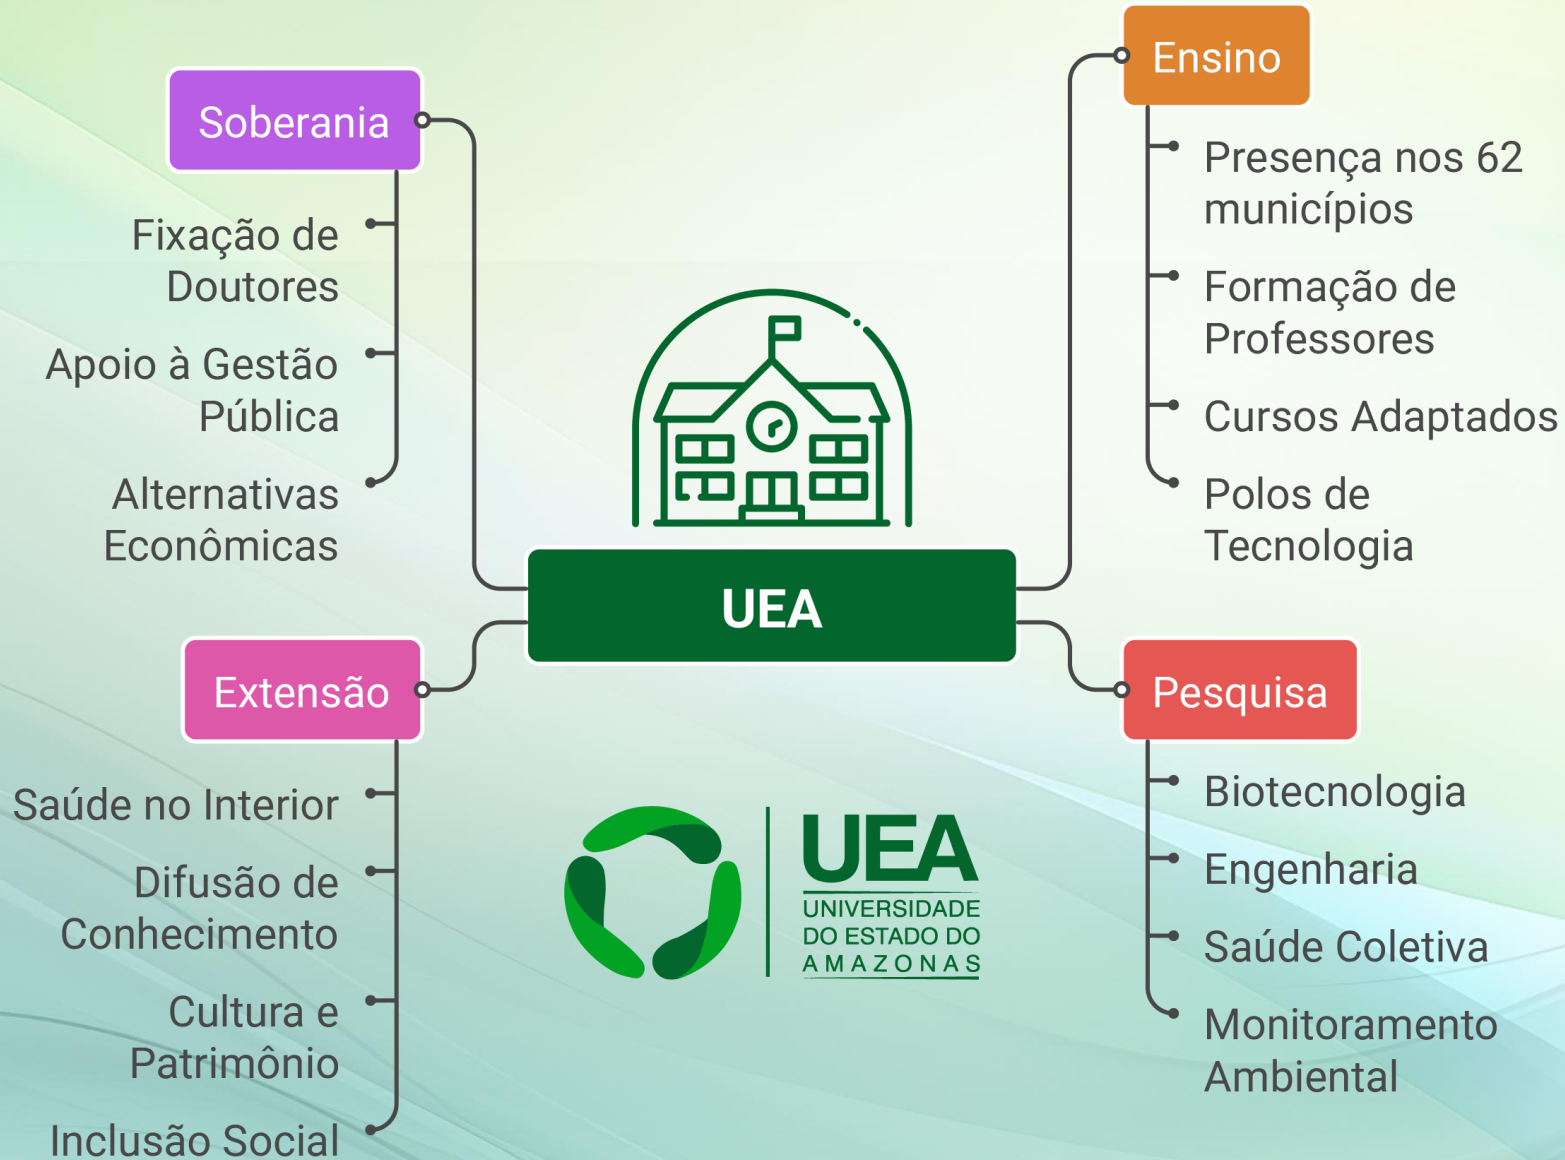 Soberania
Fixação de
Doutores
Apoio à Gestão
Pública
Alternativas
Econômicas
Ensino
Presença nos 62
municípios
Formação de
Professores
Cursos Adaptados
Polos de
Tecnologia
UEA
Extensão
Saúde no Interior
Difusão de
Conhecimento
Cultura e
Patrimônio
Inclusão Social
Pesquisa
Biotecnologia
Engenharia
Saúde Coletiva
Monitoramento
Ambiental
UEA
UNIVERSIDADE
DO ESTADO DO
AMAZONAS